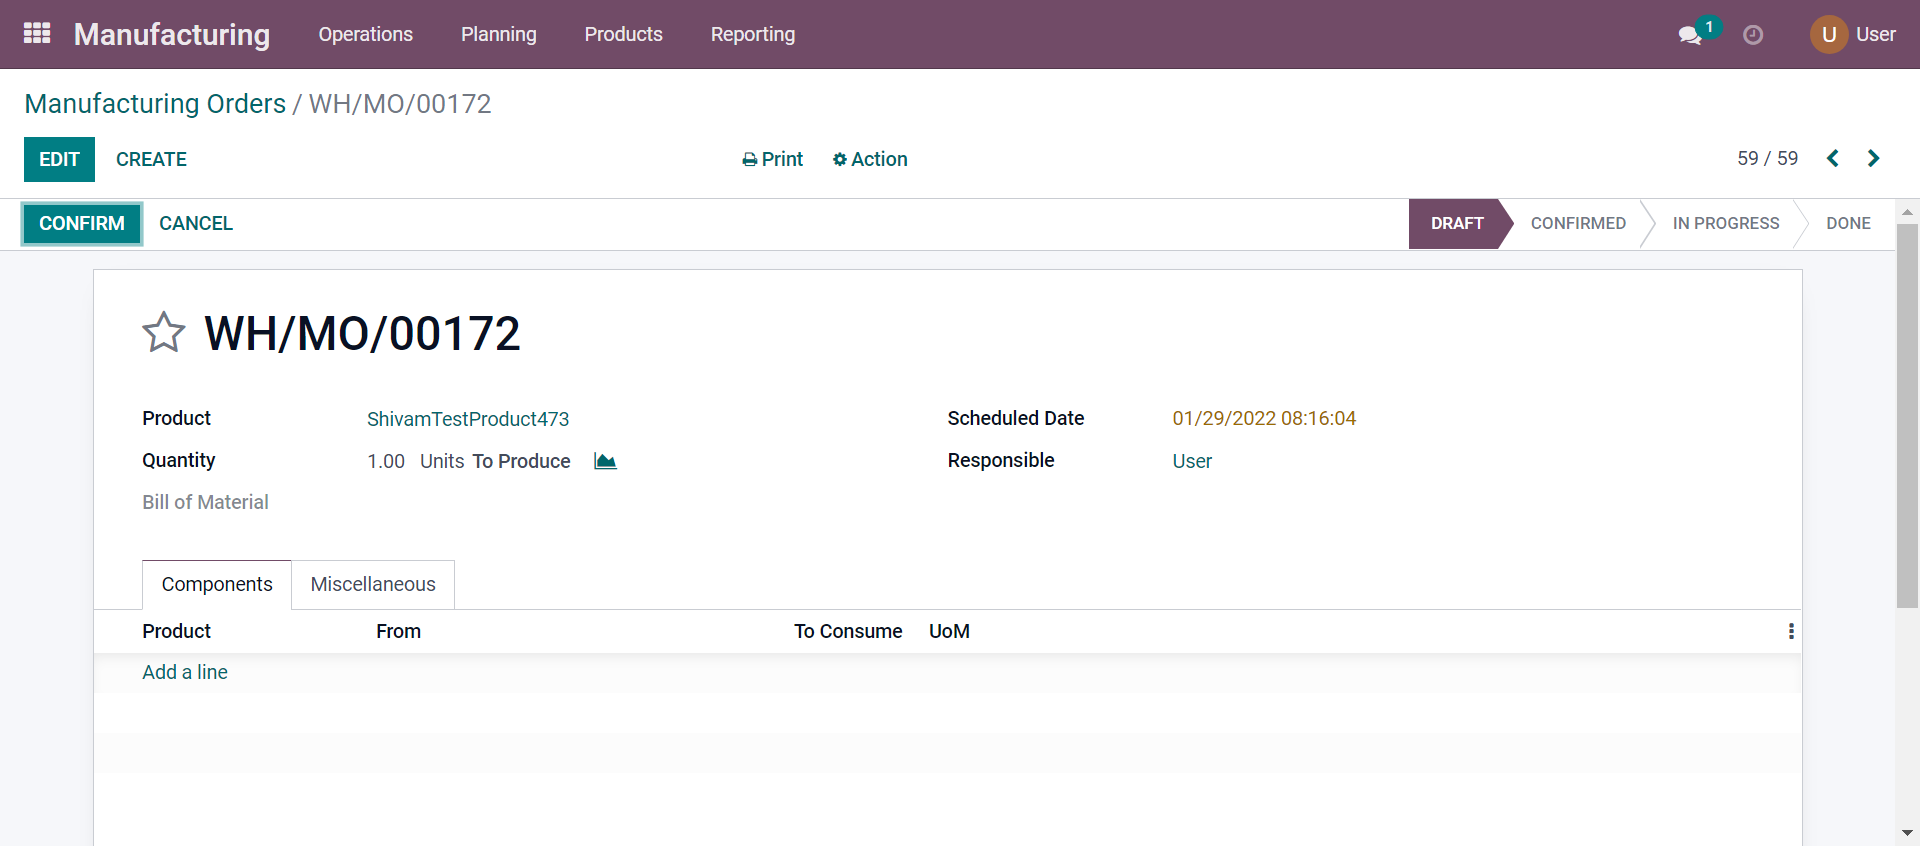 Manufacturing Operations Planning Products Reporting 1 U User
Manufacturing Orders / WH/MO/00172
EDIT CREATE Print Action 59 / 59
CONFIRM CANCEL DRAFT CONFIRMED IN PROGRESS DONE
WH/MO/00172
Product ShivamTestProduct473 Scheduled Date 01/29/2022 08:16:04
Quantity 1.00 Units To Produce Responsible User
Bill of Material
Components Miscellaneous
Product From To Consume UoM
Add a line